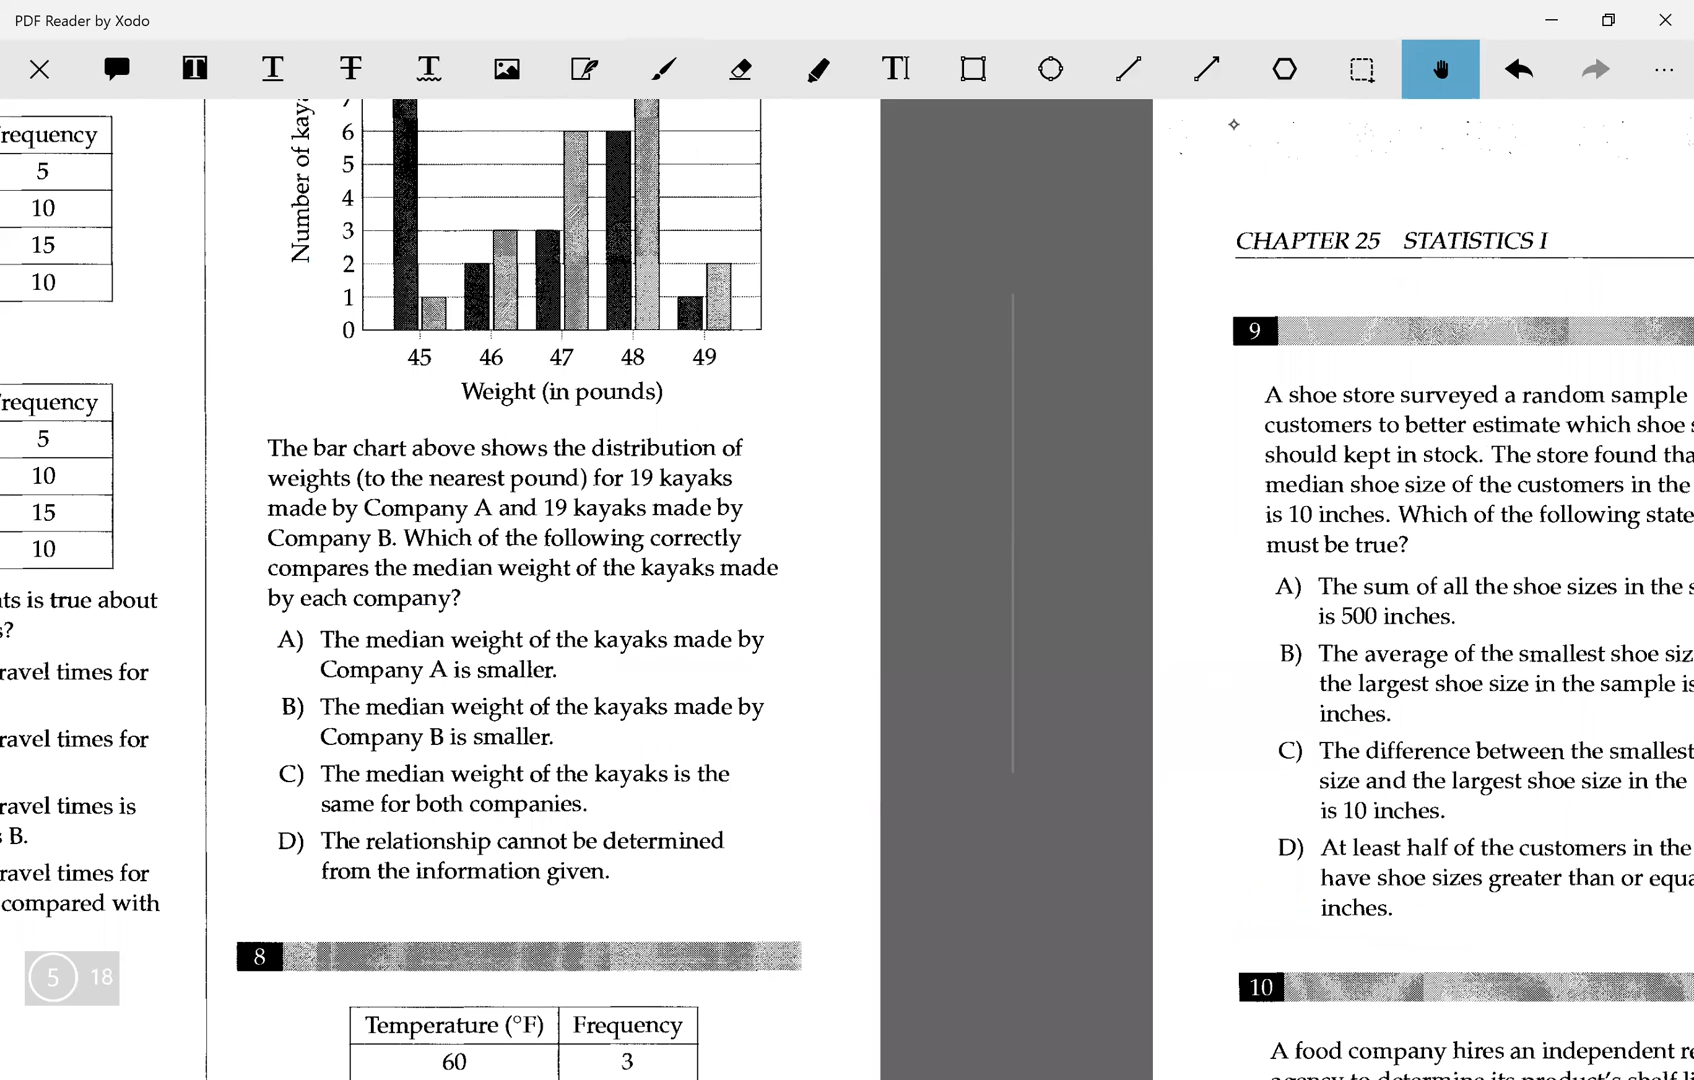 PDF Reader by Xodo
requency
5
10
15
10
requency
5
10
15
10
is true about
s?
ravel times for
ravel times for
ravel times is
B.
ravel times for
compared with
5 18
Number of kay
7
6
5
4
3
2
1
0
45 46 47 48 49
Weight (in pounds)
The bar chart above shows the distribution of
weights (to the nearest pound) for 19 kayaks
made by Company A and 19 kayaks made by
Company B. Which of the following correctly
compares the median weight of the kayaks made
by each company?
A) The median weight of the kayaks made by
Company A is smaller.
B) The median weight of the kayaks made by
Company B is smaller.
C) The median weight of the kayaks is the
same for both companies.
D) The relationship cannot be determined
from the information given.
8
Temperature (°F) Frequency
60 3
CHAPTER 25 STATISTICS I
9
A shoe store surveyed a random sample
customers to better estimate which shoe s
should kept in stock. The store found tha
median shoe size of the customers in the
is 10 inches. Which of the following state
must be true?
A) The sum of all the shoe sizes in the s
is 500 inches.
B) The average of the smallest shoe siz
the largest shoe size in the sample is
inches.
C) The difference between the smallest
size and the largest shoe size in the
is 10 inches.
D) At least half of the customers in the
have shoe sizes greater than or equa
inches.
10
A food company hires an independent re